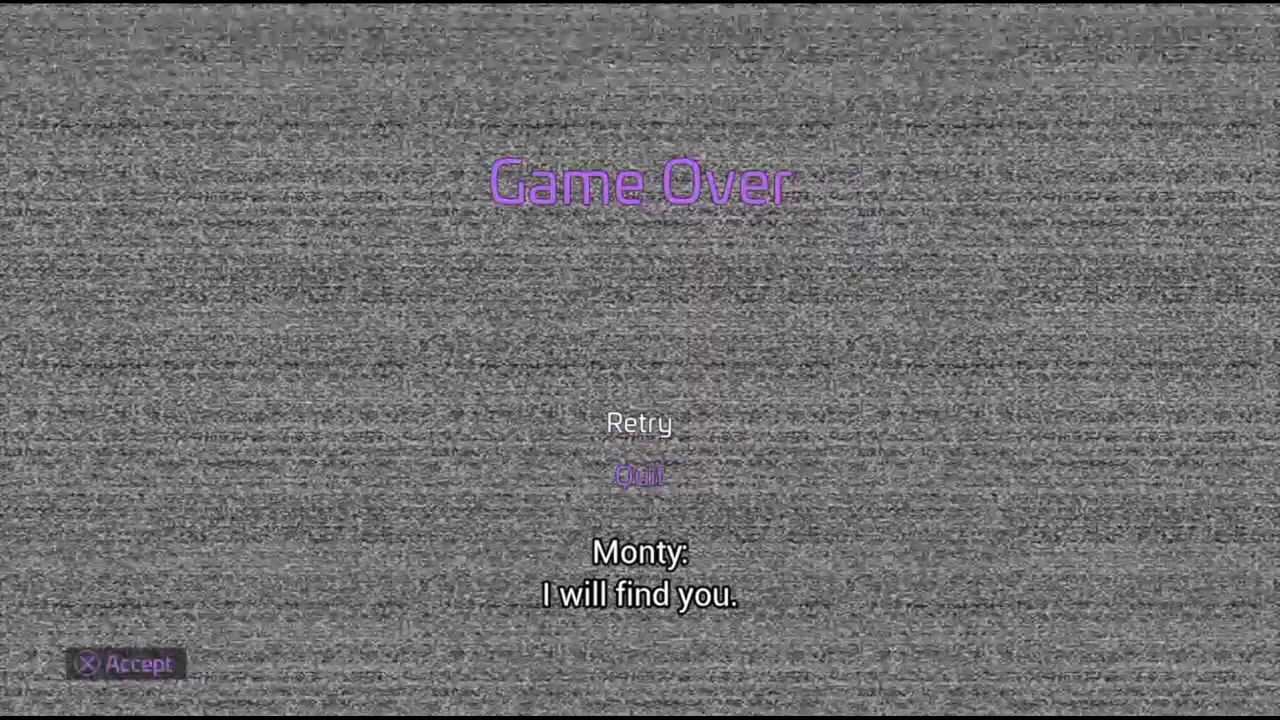 Game Over
Retry
Quit
Monty:
I will find you.
Accept